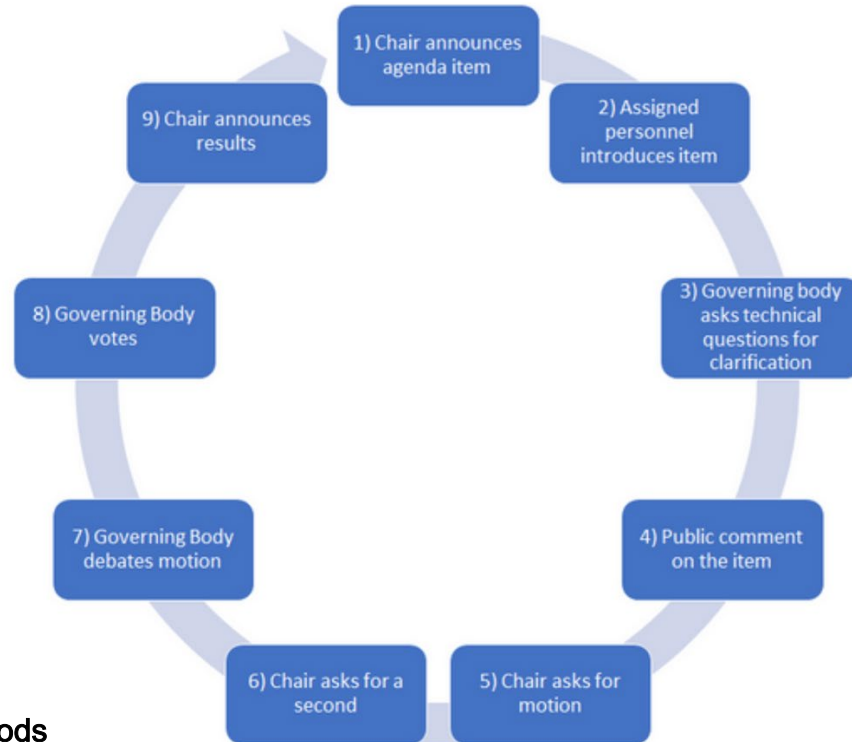 1) Chair announces
agenda item
2) Assigned
personnel
introduces item
3) Governing body
asks technical
questions for
clarification
4) Public comment
on the item
5) Chair asks for
motion
6) Chair asks for a
second
7) Governing Body
debates motion
8) Governing Body
votes
9) Chair announces
results
ods